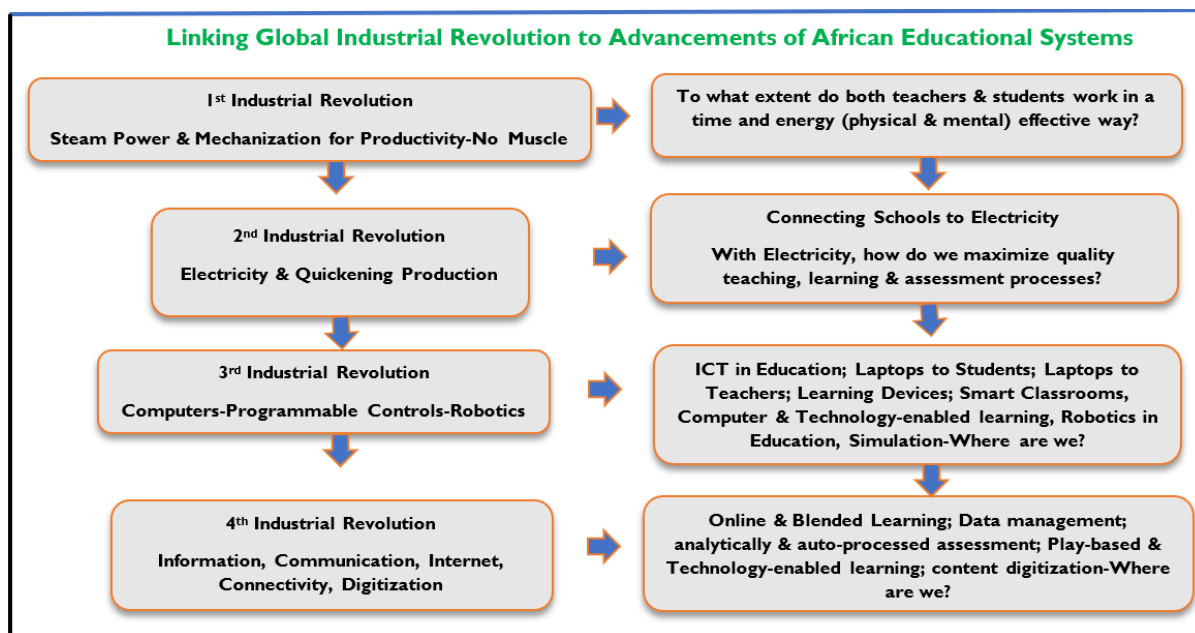 Linking Global Industrial Revolution to Advancements of African Educational Systems
1st Industrial Revolution
Steam Power & Mechanization for Productivity-No Muscle
To what extent do both teachers & students work in a
time and energy (physical & mental) effective way?
2nd Industrial Revolution
Electricity & Quickening Production
Connecting Schools to Electricity
With Electricity, how do we maximize quality
teaching, learning & assessment processes?
3rd Industrial Revolution
Computers-Programmable Controls-Robotics
ICT in Education; Laptops to Students; Laptops to
Teachers; Learning Devices; Smart Classrooms,
Computer & Technology-enabled learning, Robotics in
Education, Simulation-Where are we?
4th Industrial Revolution
Information, Communication, Internet,
Connectivity, Digitization
Online & Blended Learning; Data management;
analytically & auto-processed assessment; Play-based &
Technology-enabled learning; content digitization-Where
are we?